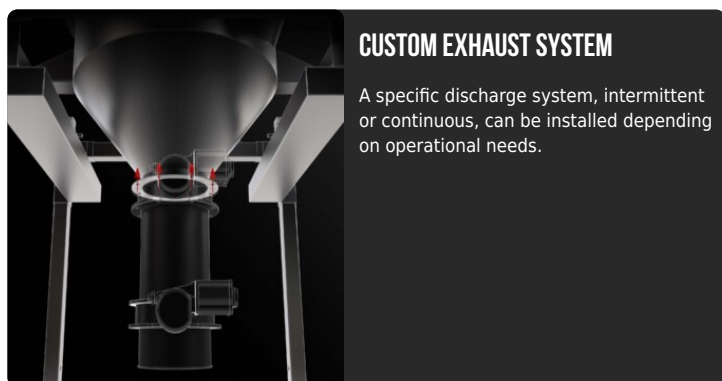 CUSTOM EXHAUST SYSTEM
A specific discharge system, intermittent
or continuous, can be installed depending
on operational needs.